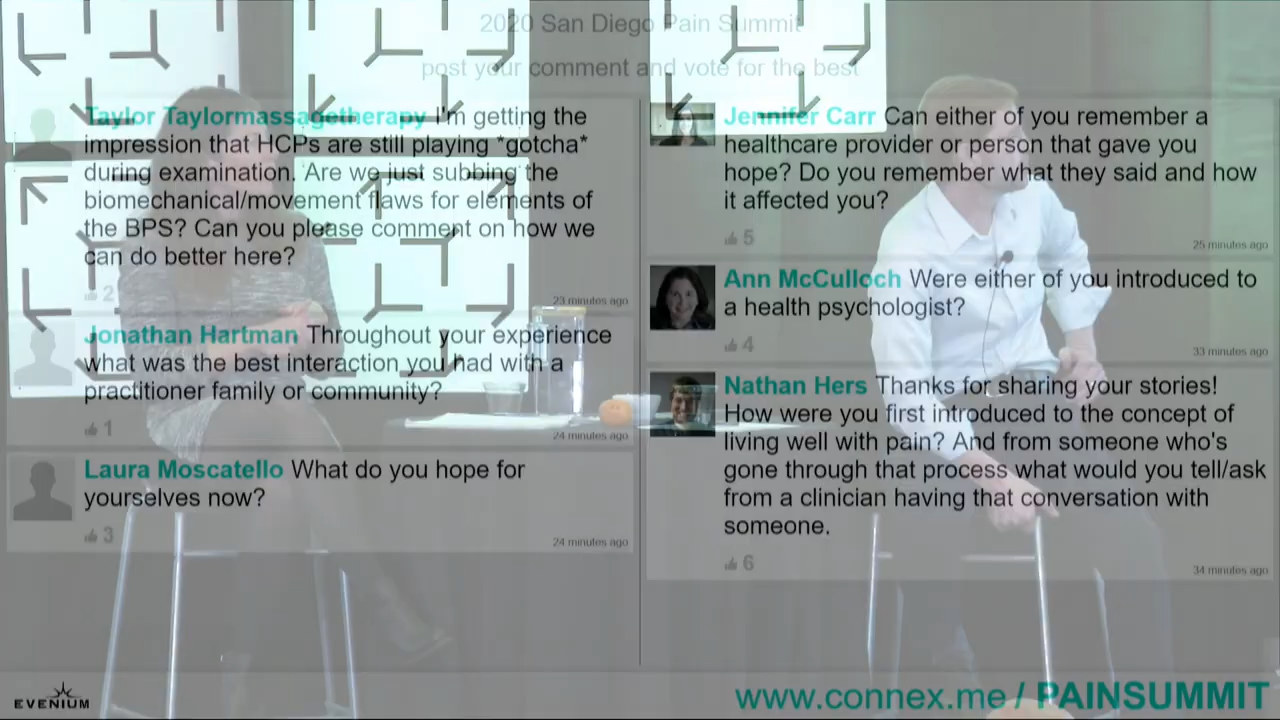 2020 San Diego Pain Summit
post your comment and vote for the best
Taylor Taylormassagetherapy I'm getting the
impression that HCPs are still playing *gotcha*
during examination. Are we just subbing the
biomechanical/movement flaws for elements of
the BPS? Can you please comment on how we
can do better here?
2
23 minutes ago
Jonathan Hartman Throughout your experience
what was the best interaction you had with a
practitioner family or community?
1
24 minutes ago
Laura Moscatello What do you hope for
yourselves now?
3
24 minutes ago
Jennifer Carr Can either of you remember a
healthcare provider or person that gave you
hope? Do you remember what they said and how
it affected you?
5
25 minutes ago
Ann McCulloch Were either of you introduced to
a health psychologist?
4
33 minutes ago
Nathan Hers Thanks for sharing your stories!
How were you first introduced to the concept of
living well with pain? And from someone who's
gone through that process what would you tell/ask
from a clinician having that conversation with
someone.
6
34 minutes ago
EVENIUM
www.connex.me / PAINSUMMIT